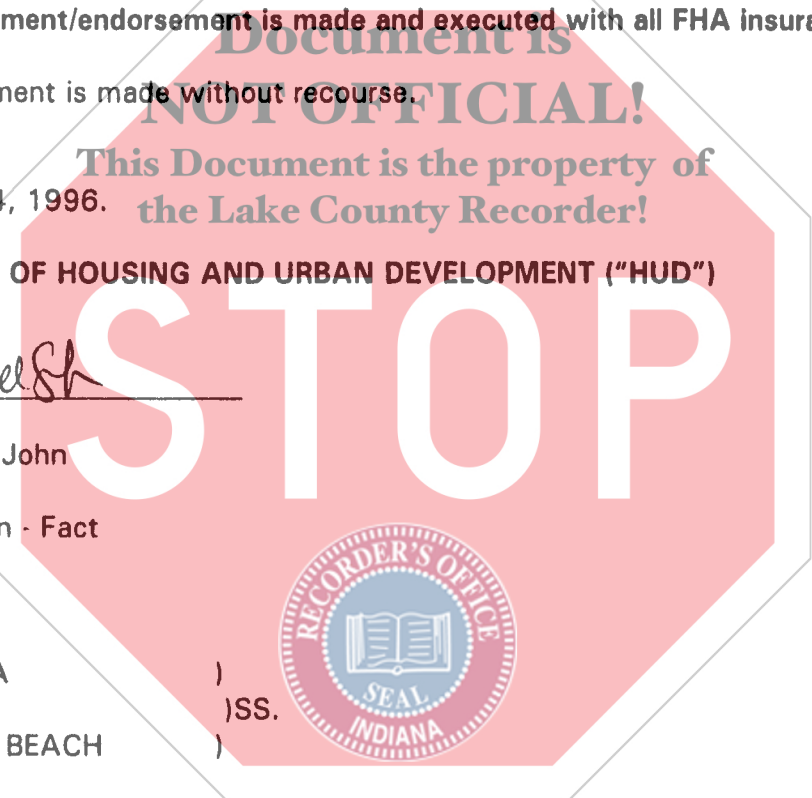 ment/endorsement is made and executed with all FHA insura
Document is
ment is made without recourse.
NOT OFFICIAL!
This Document is the property of
, 1996.
the Lake County Recorder!
OF HOUSING AND URBAN DEVELOPMENT ("HUD")
STOP
John
n - Fact
RECORDER'S OFFICE
SEAL
INDIANA
A )
)SS.
BEACH )